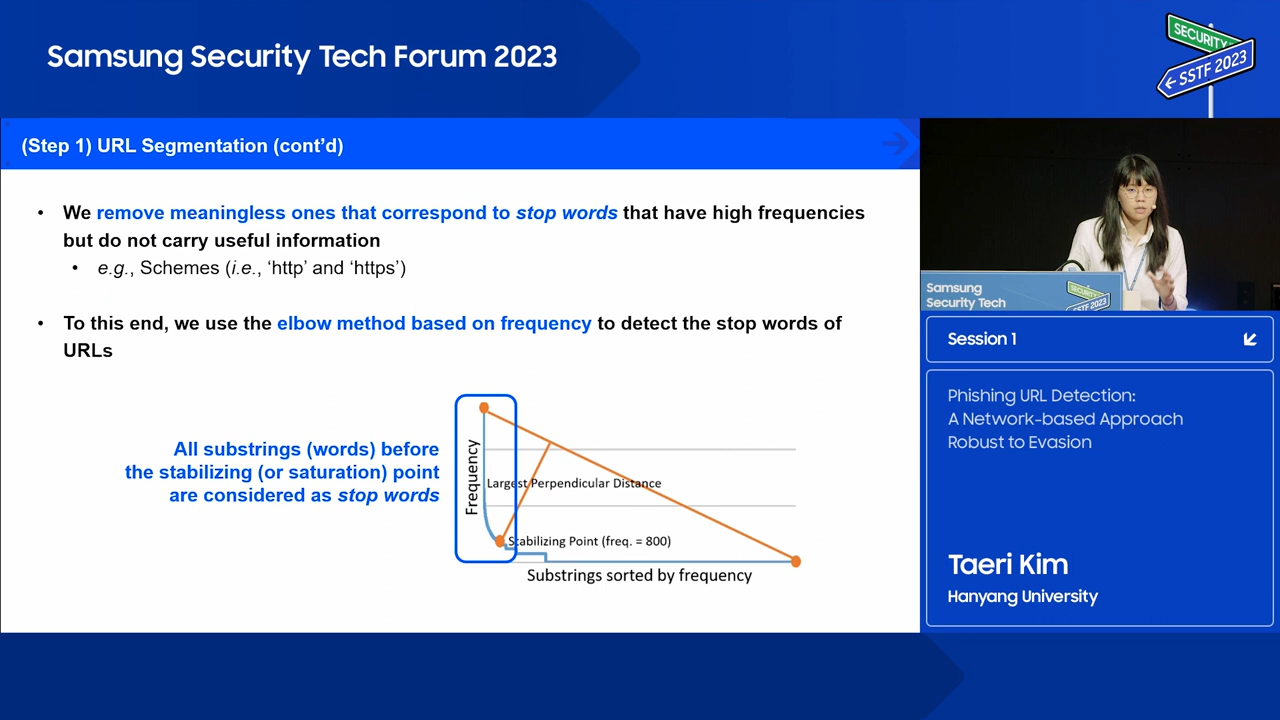 Samsung Security Tech Forum 2023
SECURITY
← SSTF 2023
(Step 1) URL Segmentation (cont’d)
• We remove meaningless ones that correspond to stop words that have high frequencies
but do not carry useful information
• e.g., Schemes (i.e., ‘http’ and ‘https’)
• To this end, we use the elbow method based on frequency to detect the stop words of
URLs
All substrings (words) before
the stabilizing (or saturation) point
are considered as stop words
Frequency
Largest Perpendicular Distance
Stabilizing Point (freq. = 800)
Substrings sorted by frequency
Samsung
Security Tech
SECURITY
SSTF 2023
Session 1
Phishing URL Detection:
A Network-based Approach
Robust to Evasion
Taeri Kim
Hanyang University